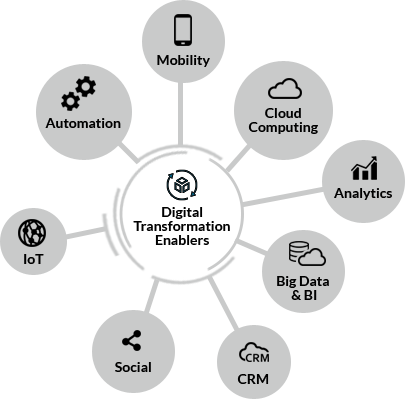 Mobility
Automation
Cloud
Computing
Analytics
Digital
Transformation
Enablers
IoT
Big Data
& BI
Social
CRM
CRM